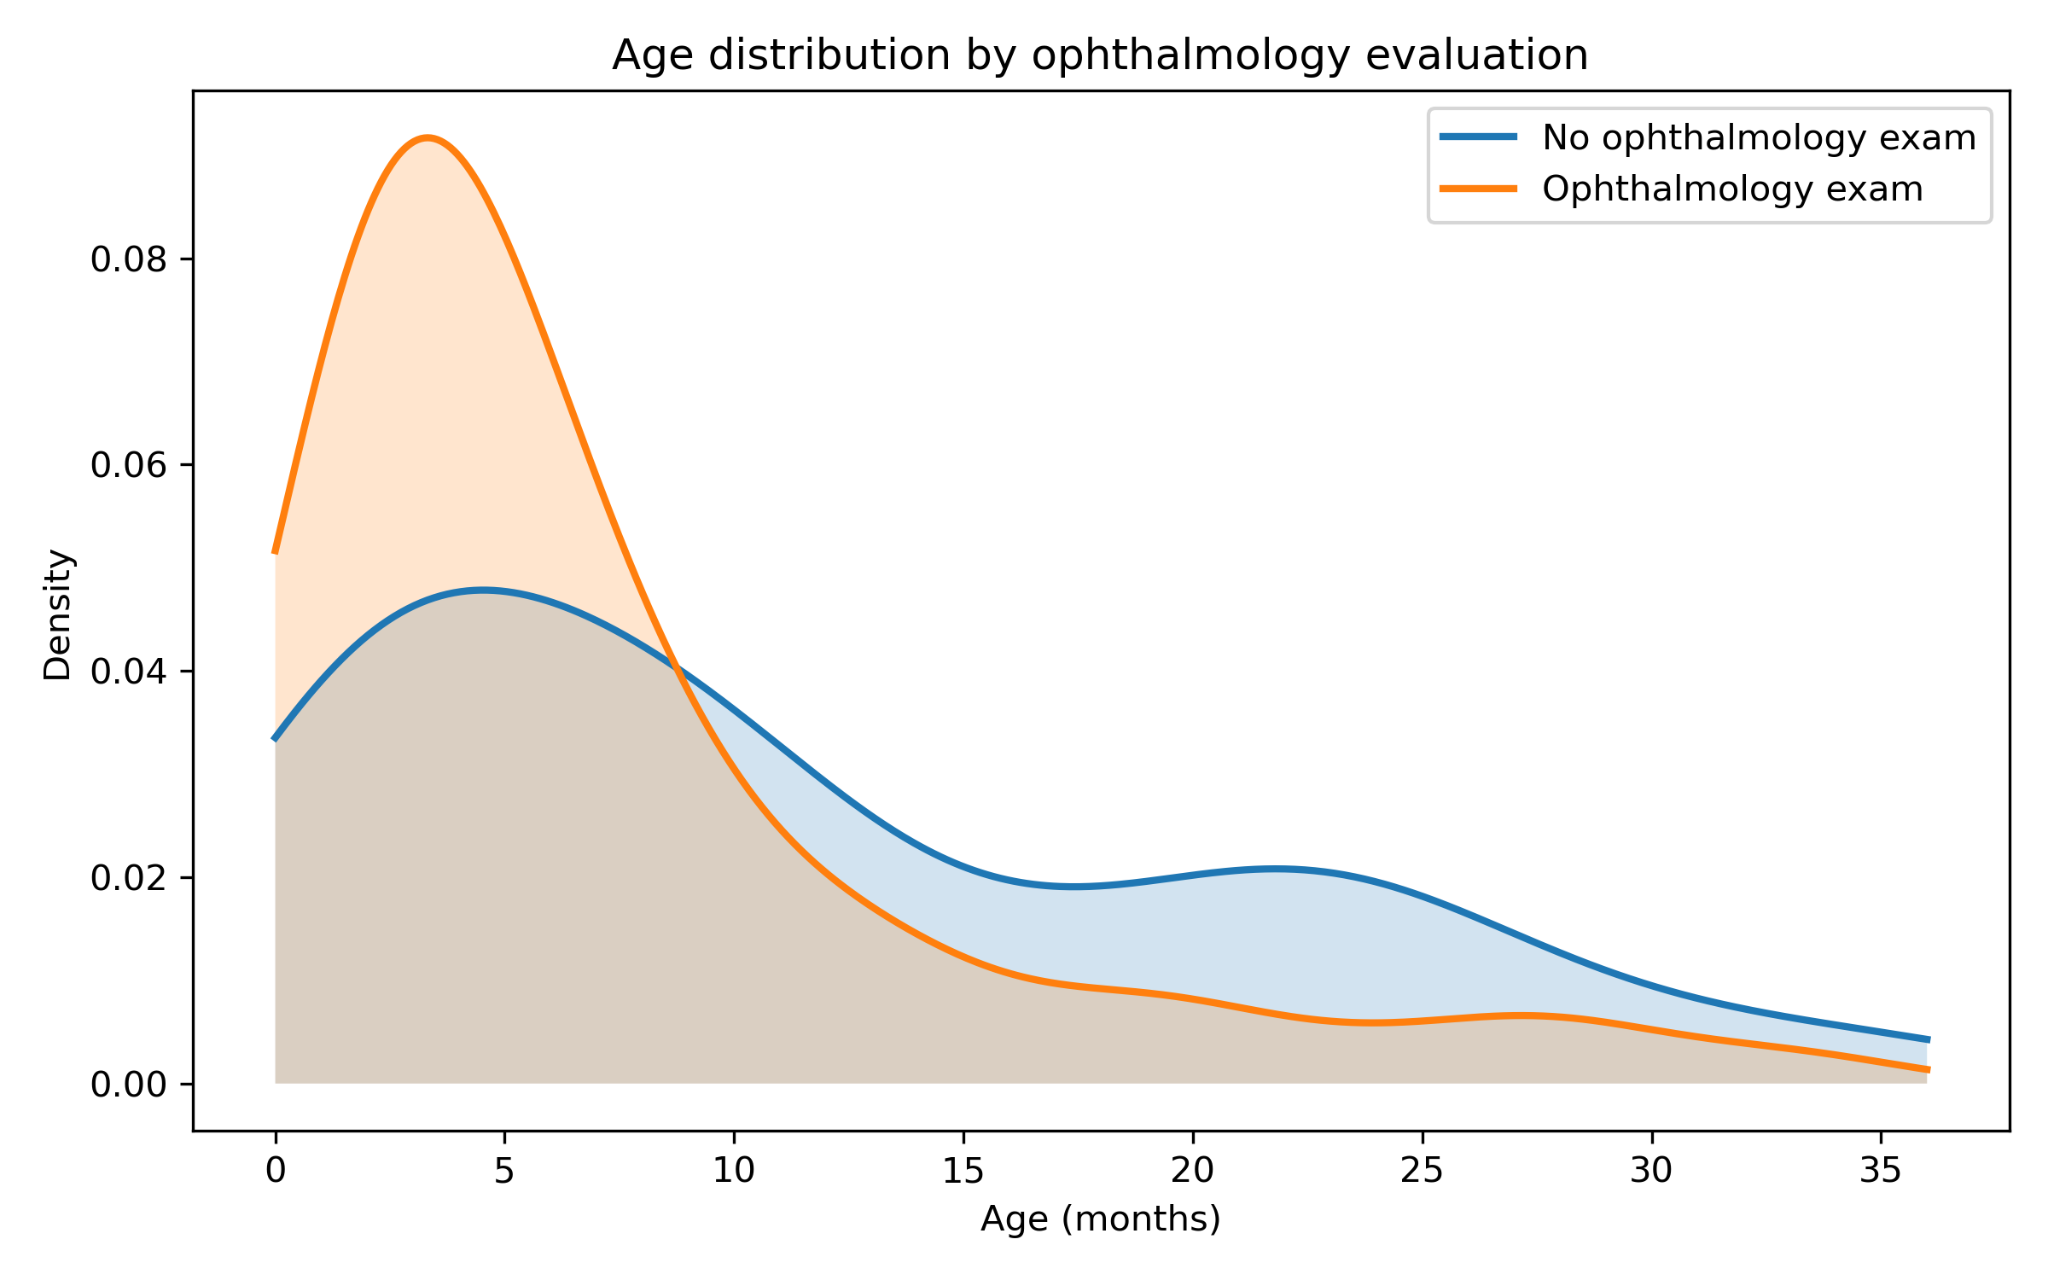 Age distribution by ophthalmology evaluation
No ophthalmology exam
Ophthalmology exam
Density
0.08
0.06
0.04
0.02
0.00
0 5 10 15 20 25 30 35
Age (months)